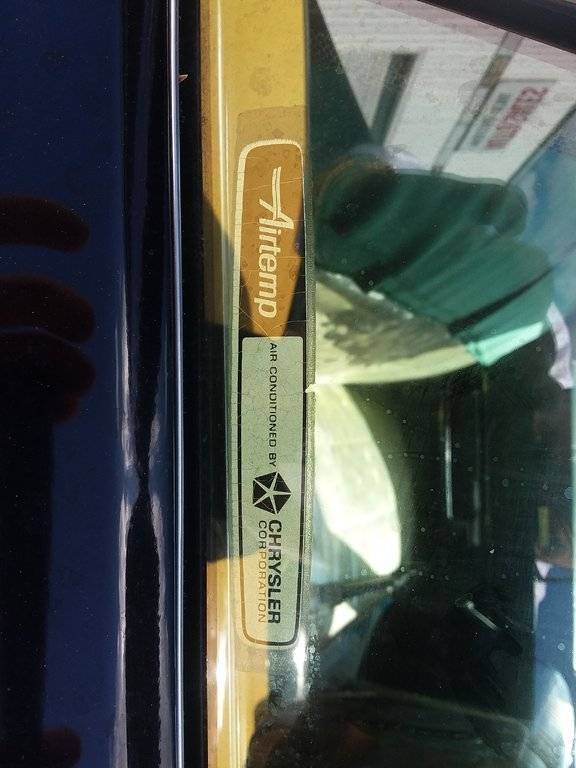 Airtemp
AIR CONDITIONED BY
CHRYSLER
CORPORATION